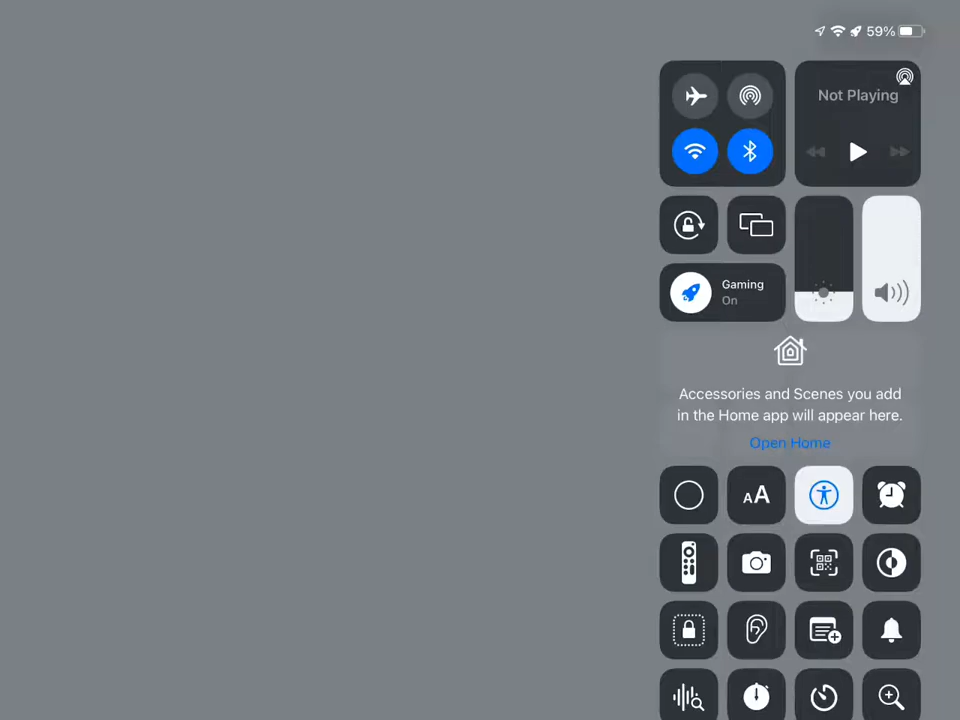 59%
Not Playing
Gaming
On
Accessories and Scenes you add
in the Home app will appear here.
Open Home
AA